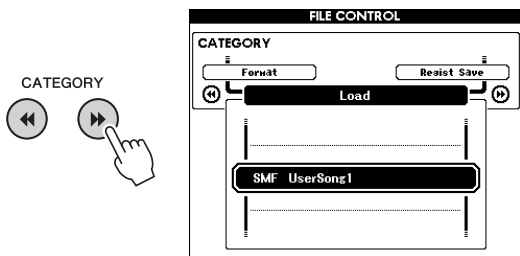 FILE CONTROL
CATEGORY
Format
Regist Save
Load
CATEGORY
SMF UserSong1